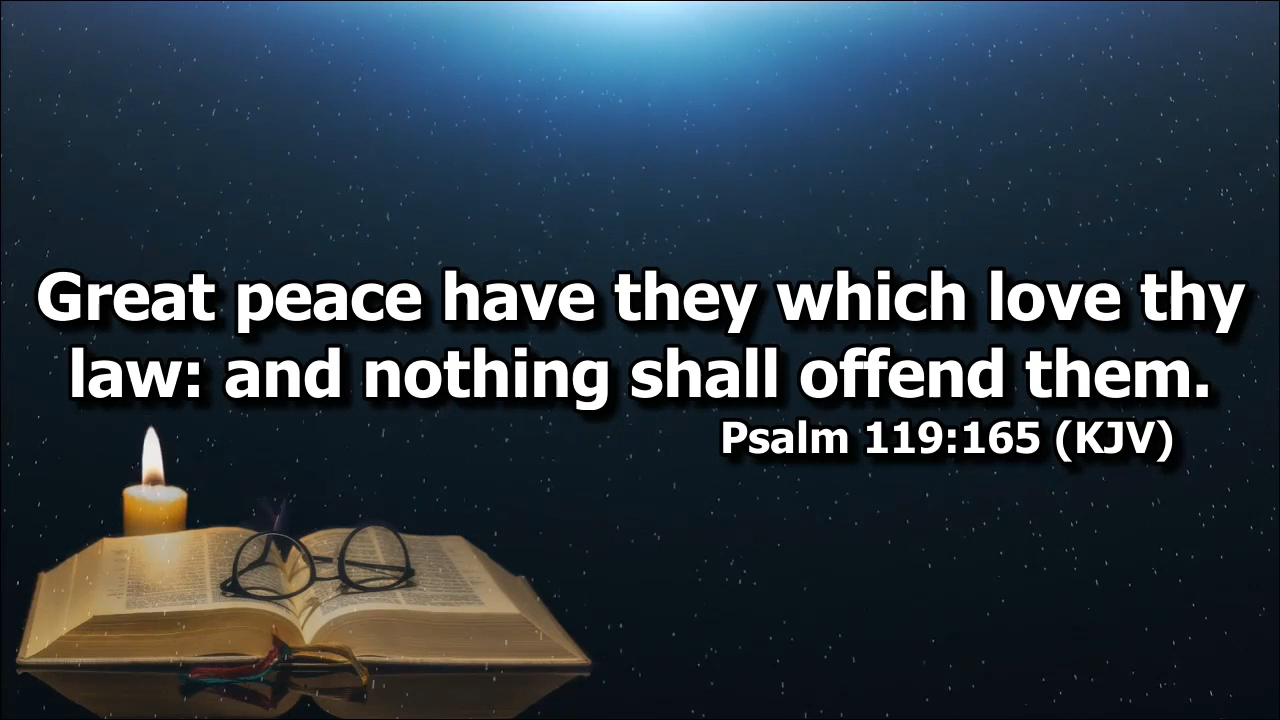 Great peace have they which love thy
law: and nothing shall offend them.
Psalm 119:165 (KJV)